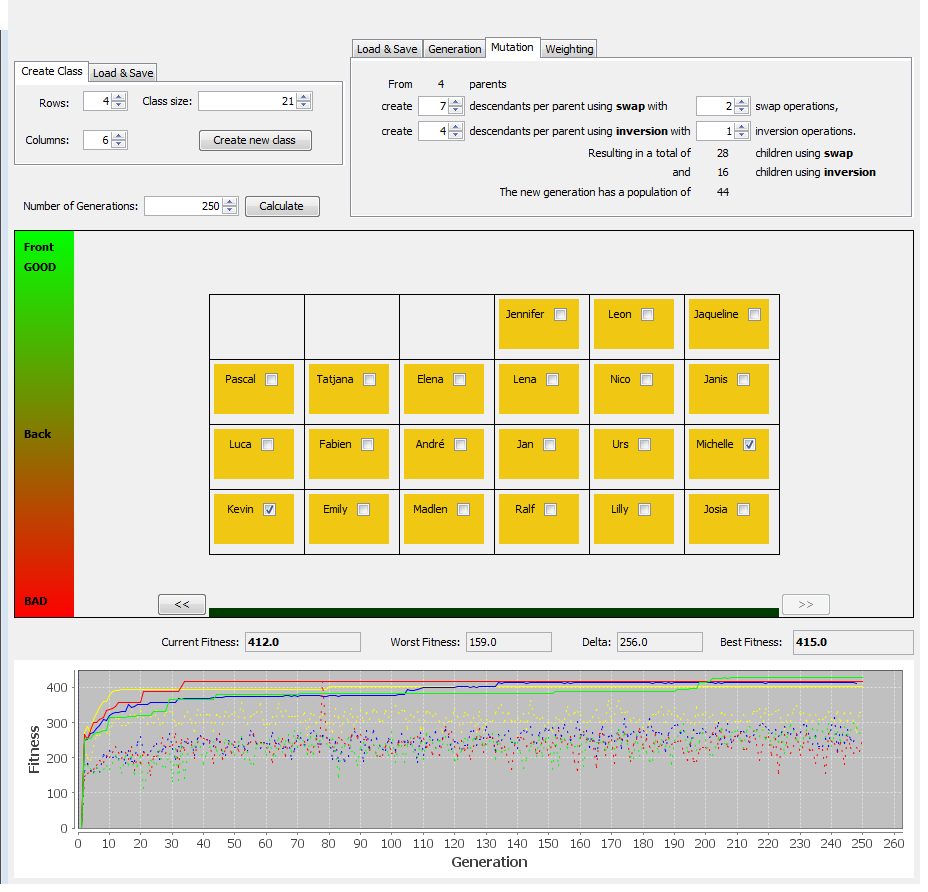 Create Class Load & Save
Rows: 4 Class size: 21
Columns: 6 Create new class
Number of Generations: 250 Calculate
Load & Save Generation Mutation Weighting
From 4 parents
create 7 descendants per parent using swap with 2 swap operations,
create 4 descendants per parent using inversion with 1 inversion operations.
Resulting in a total of 28 children using swap
and 16 children using inversion
The new generation has a population of 44
Front
GOOD
Back
BAD
Jennifer Leon Jaqueline
Pascal Tatjana Elena Lena Nico Janis
Luca Fabien André Jan Urs Michelle
Kevin Emily Madlen Ralf Lilly Josia
<< >>
Current Fitness: 412.0 Worst Fitness: 159.0 Delta: 256.0 Best Fitness: 415.0
Fitness
400
300
200
100
0
0 10 20 30 40 50 60 70 80 90 100 110 120 130 140 150 160 170 180 190 200 210 220 230 240 250 260
Generation